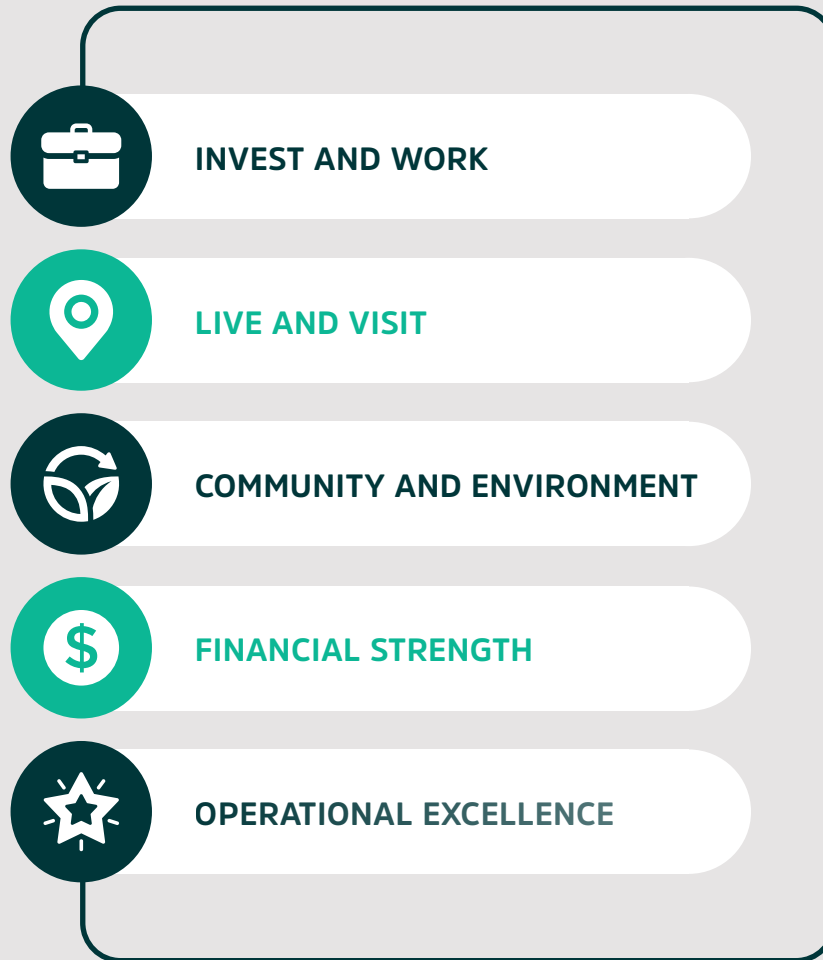 INVEST AND WORK
LIVE AND VISIT
COMMUNITY AND ENVIRONMENT
$
FINANCIAL STRENGTH
OPERATIONAL EXCELLENCE